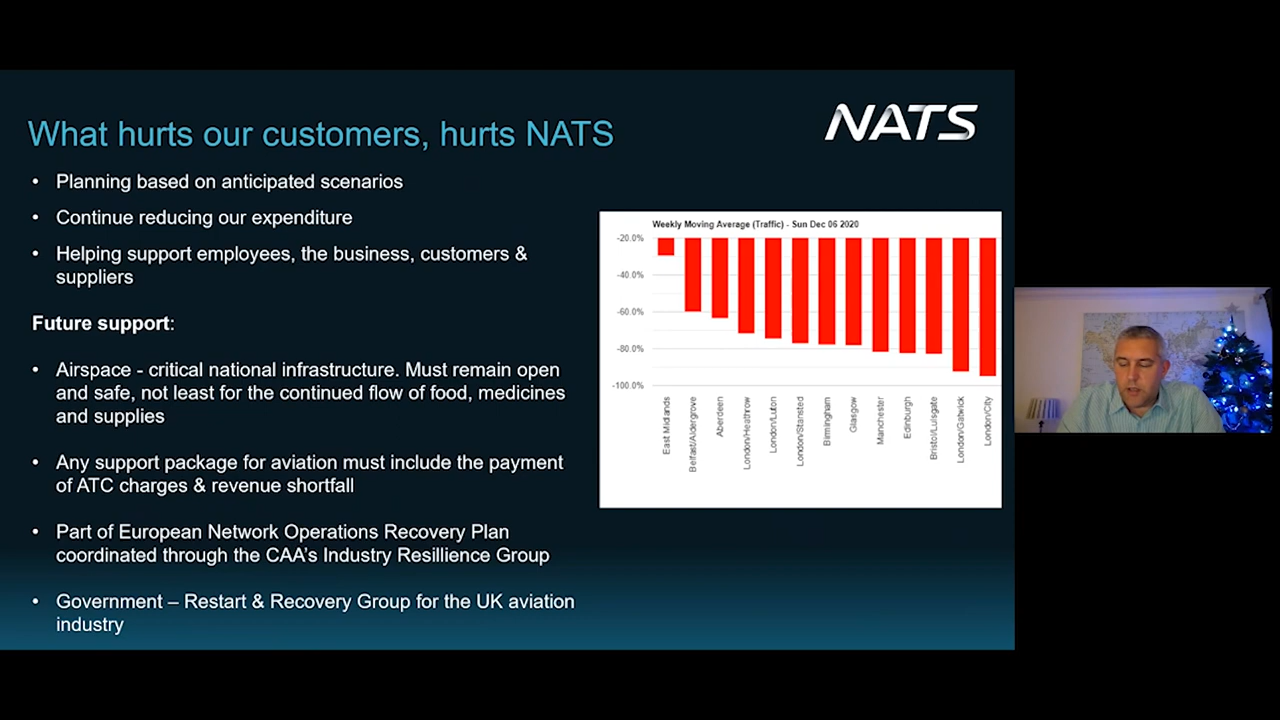 What hurts our customers, hurts NATS
NATS
• Planning based on anticipated scenarios
• Continue reducing our expenditure
• Helping support employees, the business, customers &
suppliers
Future support:
• Airspace - critical national infrastructure. Must remain open
and safe, not least for the continued flow of food, medicines
and supplies
• Any support package for aviation must include the payment
of ATC charges & revenue shortfall
• Part of European Network Operations Recovery Plan
coordinated through the CAA's Industry Resillience Group
• Government – Restart & Recovery Group for the UK aviation
industry
Weekly Moving Average (Traffic) - Sun Dec 06 2020
-20.0%
-40.0%
-60.0%
-80.0%
-100.0%
East Midlands
Belfast/Aldergrove
Aberdeen
London/Heathrow
London/Luton
London/Stansted
Birmingham
Glasgow
Manchester
Edinburgh
Bristol/Lulsgate
London/Gatwick
London/City